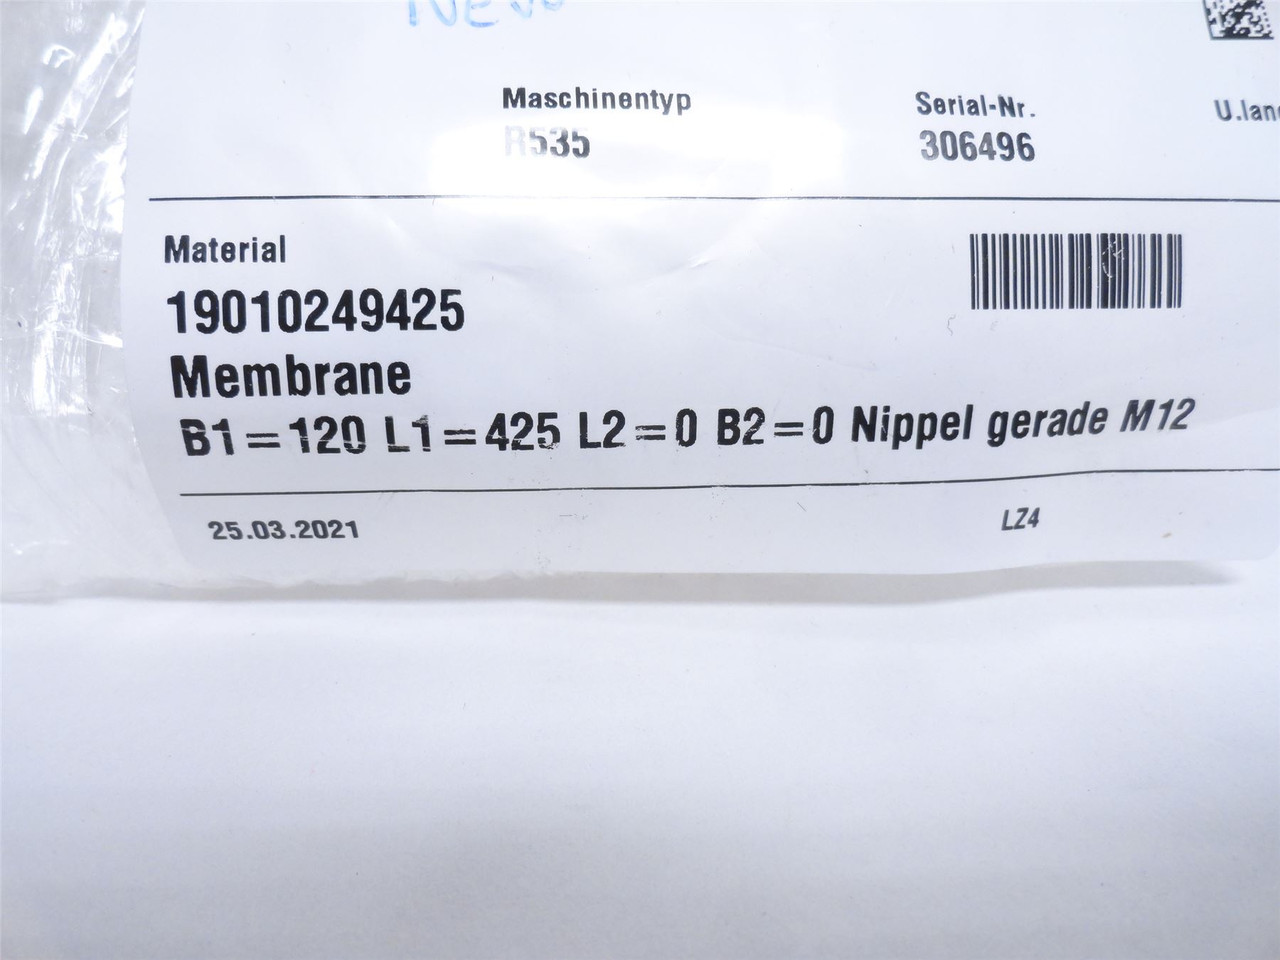 Maschinentyp Serial-Nr.
R535 306496
Material
19010249425
Membrane
B1=120 L1=425 L2=0 B2=0 Nippel gerade M12
25.03.2021 LZ4